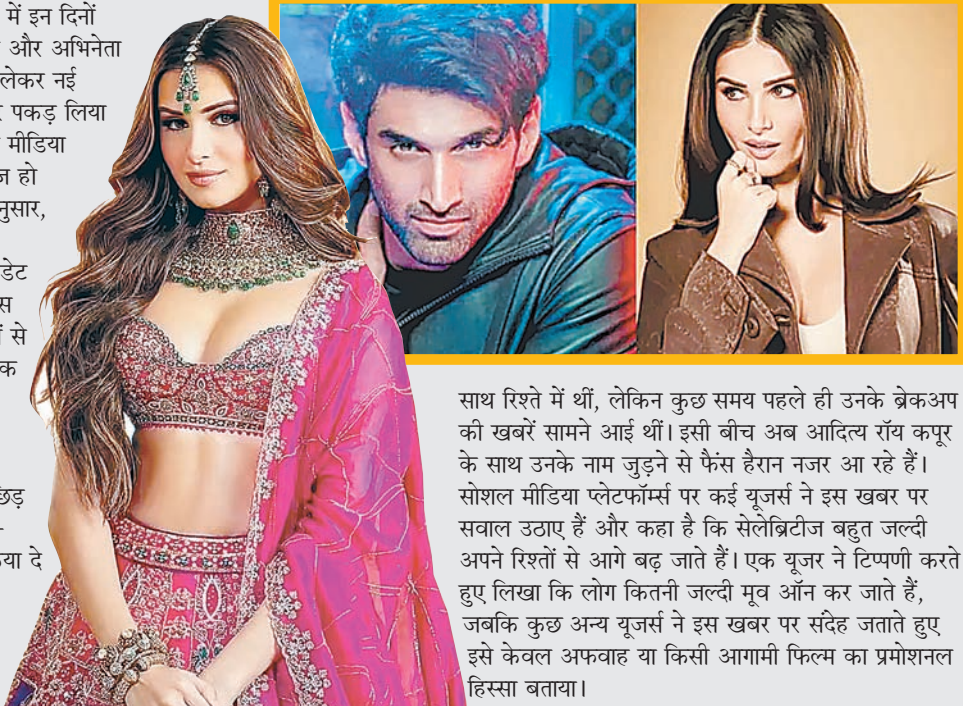 में इन दिनों
और अभिनेता
लेकर नई
पकड़ लिया
मीडिया
हो
से
साथ रिश्ते में थीं, लेकिन कुछ समय पहले ही उनके ब्रेकअप
की खबरें सामने आई थीं। इसी बीच अब आदित्य रॉय कपूर
के साथ उनके नाम जुड़ने से फैंस हैरान नजर आ रहे हैं।
सोशल मीडिया प्लेटफॉर्म्स पर कई यूजर्स ने इस खबर पर
सवाल उठाए हैं और कहा है कि सेलेब्रिटीज बहुत जल्दी
अपने रिश्तों से आगे बढ़ जाते हैं। एक यूजर ने टिप्पणी करते
हुए लिखा कि लोग कितनी जल्दी मूव ऑन कर जाते हैं,
जबकि कुछ अन्य यूजर्स ने इस खबर पर संदेह जताते हुए
इसे केवल अफवाह या किसी आगामी फिल्म का प्रमोशनल
हिस्सा बताया।